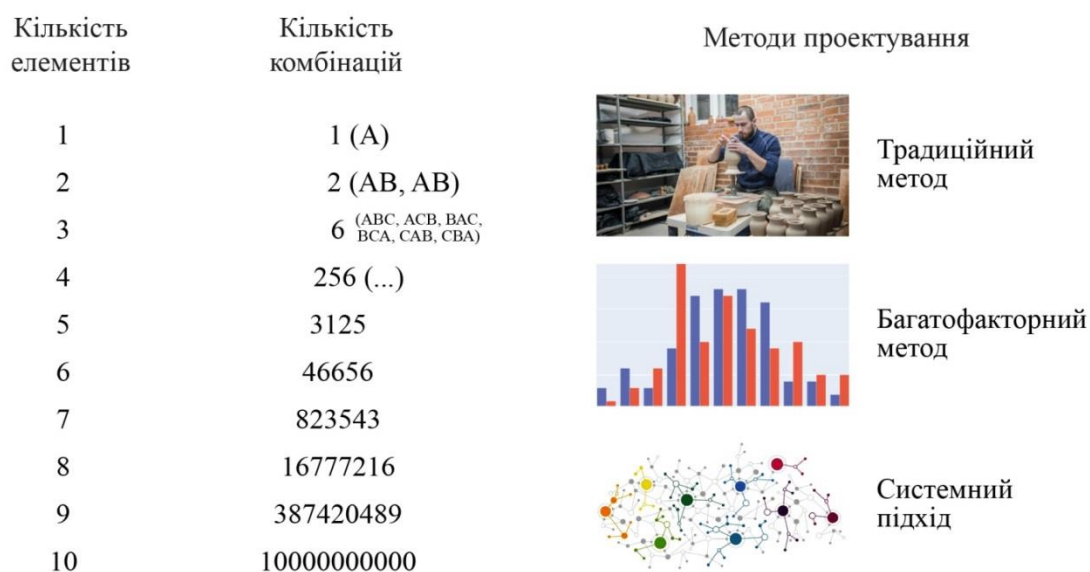 Кількість
елементів
Кількість
комбінацій
Методи проектування
1
1 (A)
2
2 (AB, AB)
3
6 (ABC, ACB, BAC,
BCA, CAB, CBA)
4
256 (...)
5
3125
6
46656
7
823543
8
16777216
9
387420489
10
10000000000
Традиційний
метод
Багатофакторний
метод
Системний
підхід